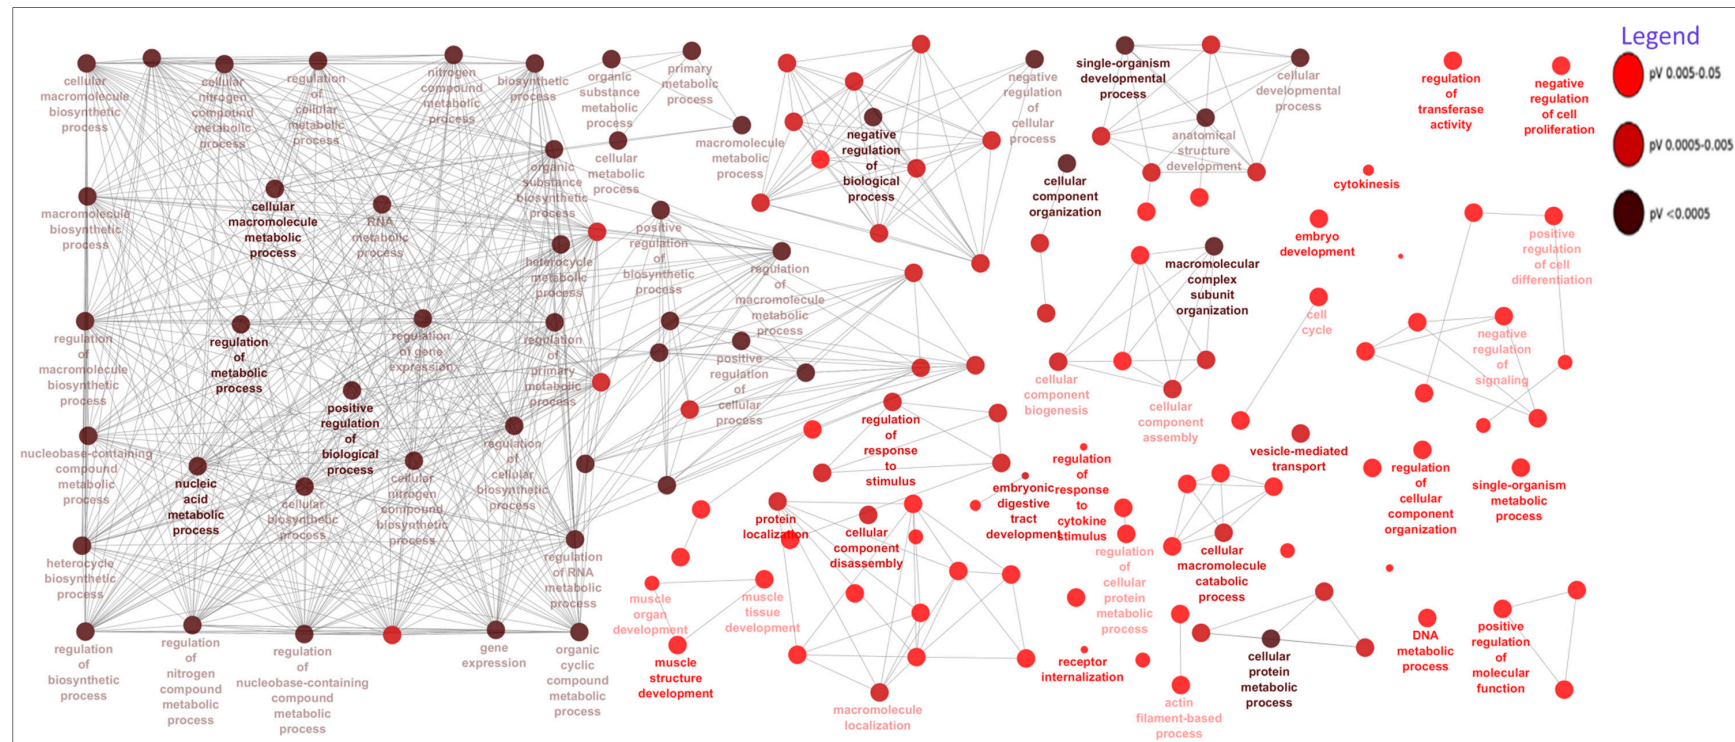 Legend
pV 0.005-0.05
pV 0.0005-0.005
pV <0.0005
cellular
macromolecule
biosynthetic
process
cellular
nitrogen
compound
metabolic
process
regulation
of
cellular
metabolic
process
nitrogen
compound
metabolic
process
biosynthetic
process
organic
substance
metabolic
process
primary
metabolic
process
cellular
metabolic
process
macromolecule
metabolic
process
negative
regulation
of
biological
process
negative
regulation
of
cellular
process
single-organism
developmental
process
cellular
developmental
process
anatomical
structure
development
regulation
of
transferase
activity
negative
regulation
of cell
proliferation
macromolecule
biosynthetic
process
cellular
macromolecule
metabolic
process
RNA
metabolic
process
organic
substance
biosynthetic
process
heterocycle
metabolic
process
positive
regulation
of
biosynthetic
process
regulation
of
macromolecule
metabolic
process
cellular
component
organization
cytokinesis
embryo
development
positive
regulation
of cell
differentiation
macromolecular
complex
subunit
organization
cell
cycle
negative
regulation
of
signaling
regulation
of
macromolecule
biosynthetic
process
regulation
of
metabolic
process
regulation
of gene
expression
regulation
of
primary
metabolic
process
positive
regulation
of
cellular
process
cellular
component
biogenesis
cellular
component
assembly
positive
regulation
of
biological
process
nucleobase-containing
compound
metabolic
process
nucleic
acid
metabolic
process
cellular
biosynthetic
process
cellular
nitrogen
compound
biosynthetic
process
regulation
of
cellular
biosynthetic
process
regulation
of
response
to
stimulus
regulation
of
response
to
cytokine
stimulus
embryonic
digestive
tract
development
vesicle-mediated
transport
regulation
of
cellular
component
organization
single-organism
metabolic
process
protein
localization
cellular
component
disassembly
regulation
of
cellular
protein
metabolic
process
cellular
macromolecule
catabolic
process
heterocycle
biosynthetic
process
regulation
of RNA
metabolic
process
muscle
organ
development
muscle
tissue
development
muscle
structure
development
macromolecule
localization
receptor
internalization
actin
filament-based
process
cellular
protein
metabolic
process
DNA
metabolic
process
positive
regulation
of
molecular
function
regulation
of
biosynthetic
process
regulation
of
nitrogen
compound
metabolic
process
regulation
of
nucleobase-containing
compound
metabolic
process
gene
expression
organic
cyclic
compound
metabolic
process